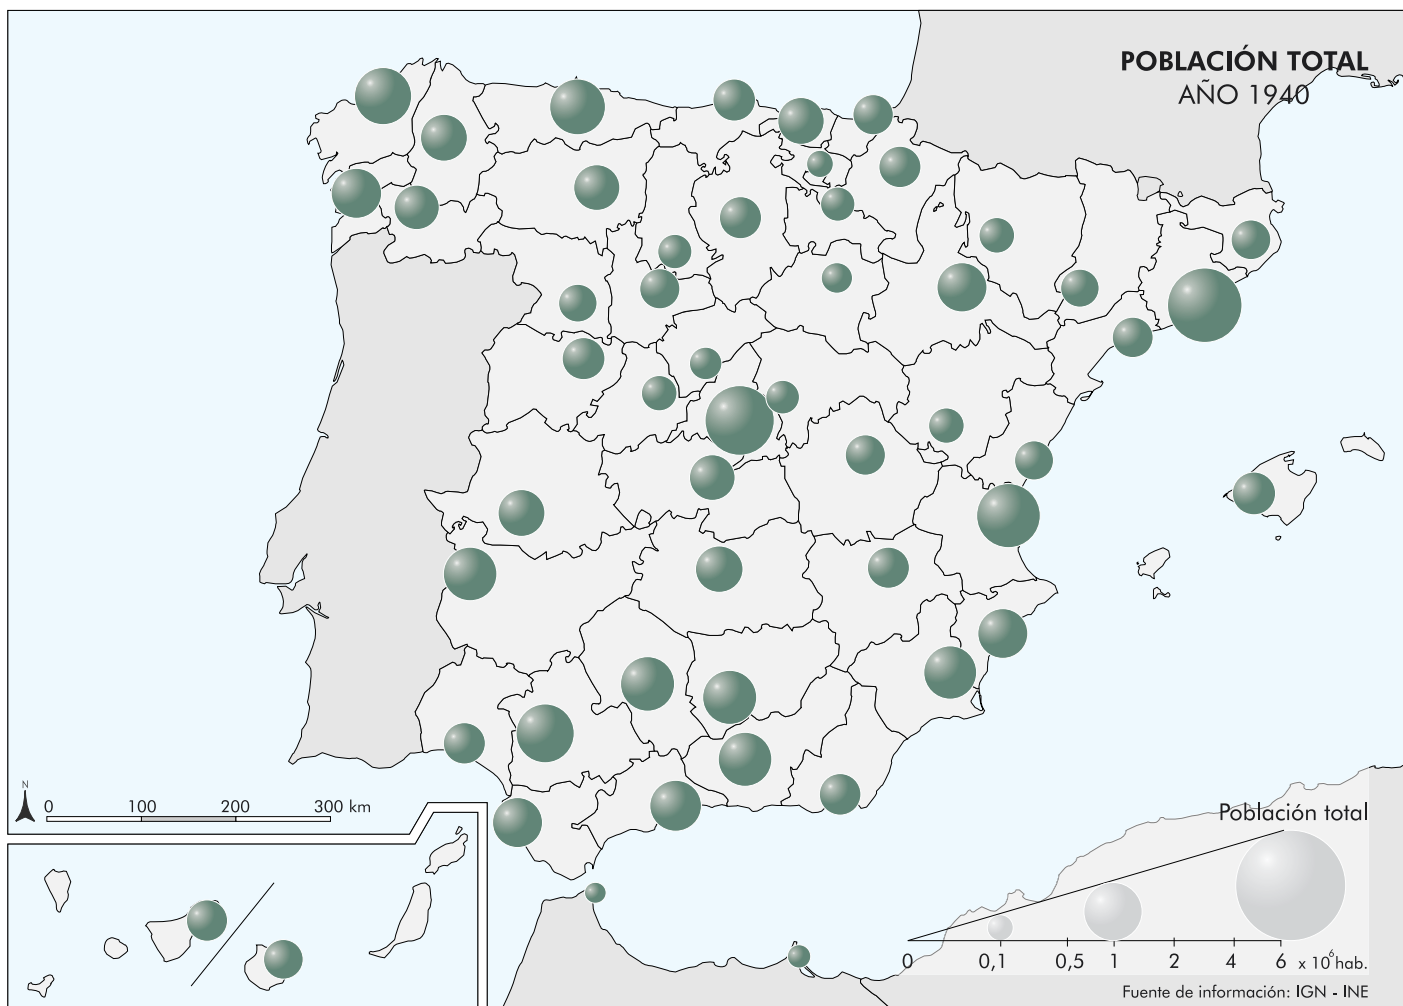 POBLACIÓN TOTAL
AÑO 1940
N
0 100 200 300 km
Población total
0 0,1 0,5 1 2 4 6 x 10⁶ hab.
Fuente de información: IGN - INE